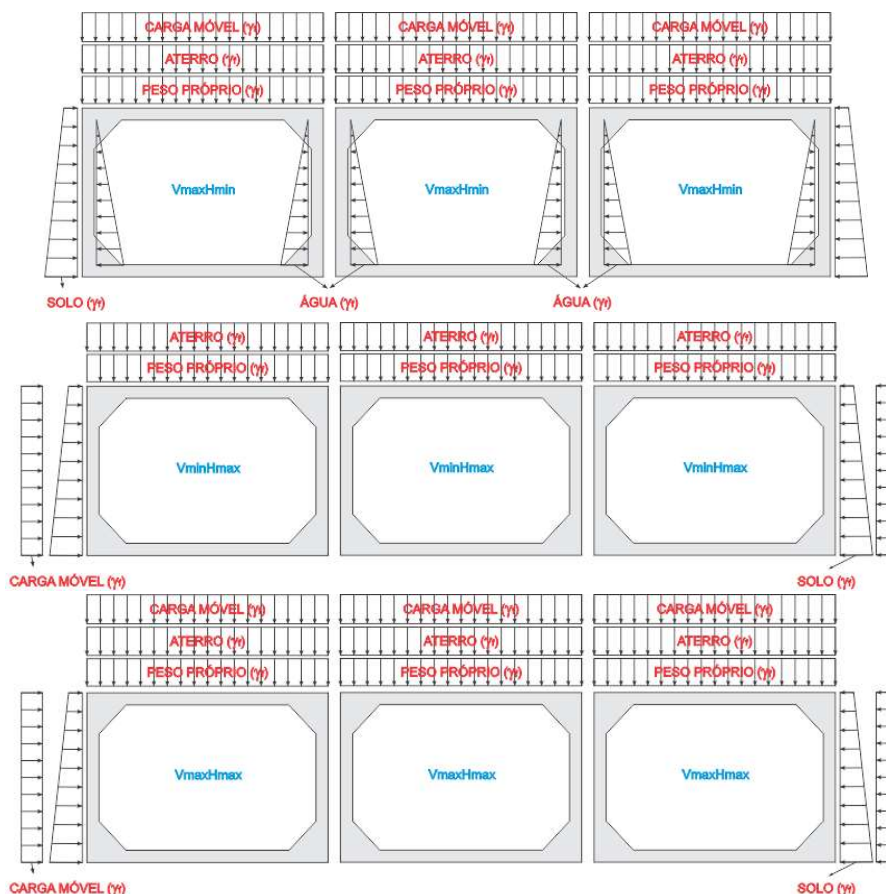 CARGA MÓVEL (γf) CARGA MÓVEL (γf) CARGA MÓVEL (γf)
ATERRO (γf) ATERRO (γf) ATERRO (γf)
PESO PRÓPRIO (γf) PESO PRÓPRIO (γf) PESO PRÓPRIO (γf)
VmaxHmin VmaxHmin VmaxHmin
SOLO (γf) ÁGUA (γf) ÁGUA (γf)
ATERRO (γf) ATERRO (γf) ATERRO (γf)
PESO PRÓPRIO (γf) PESO PRÓPRIO (γf) PESO PRÓPRIO (γf)
VminHmax VminHmax VminHmax
CARGA MÓVEL (γf) SOLO (γf)
CARGA MÓVEL (γf) CARGA MÓVEL (γf) CARGA MÓVEL (γf)
ATERRO (γf) ATERRO (γf) ATERRO (γf)
PESO PRÓPRIO (γf) PESO PRÓPRIO (γf) PESO PRÓPRIO (γf)
VmaxHmax VmaxHmax VmaxHmax
CARGA MÓVEL (γf) SOLO (γf)